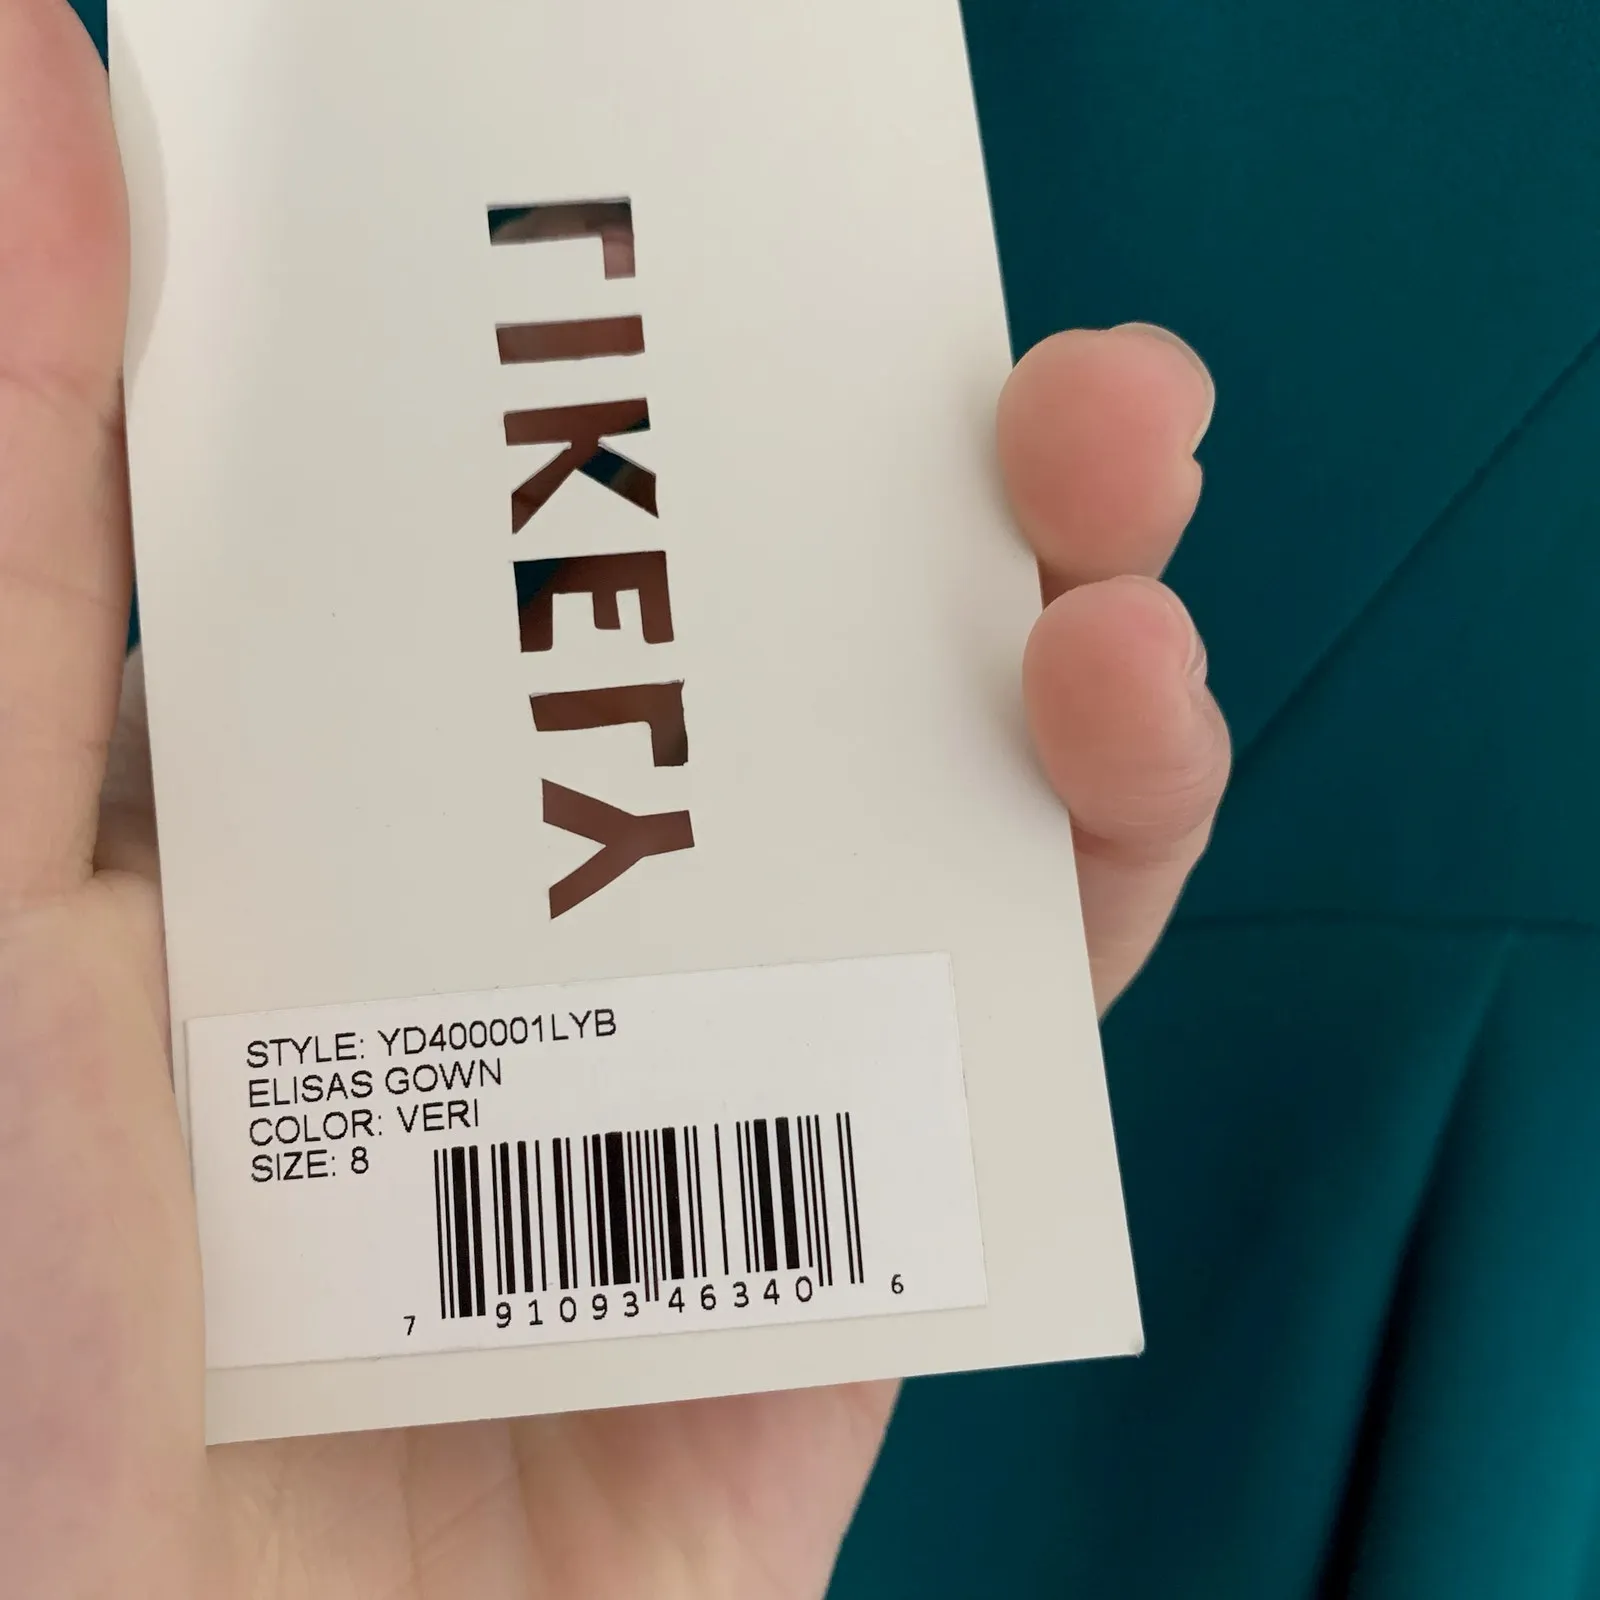 LIKELY
STYLE: YD400001LYB
ELISAS GOWN
COLOR: VERI
SIZE: 8
7 91093 46340 6